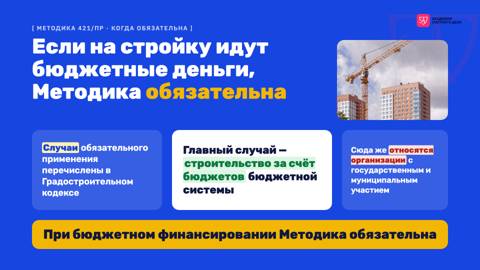 [ МЕТОДИКА 421/ПР · КОГДА ОБЯЗАТЕЛЬНА ]
Если на стройку идут
бюджетные деньги,
Методика обязательна
Случаи обязательного
применения
перечислены в
Градостроительном
кодексе
Главный случай —
строительство за счёт
бюджетов бюджетной
системы
Сюда же относятся
организации с
государственным и
муниципальным
участием
При бюджетном финансировании Методика обязательна